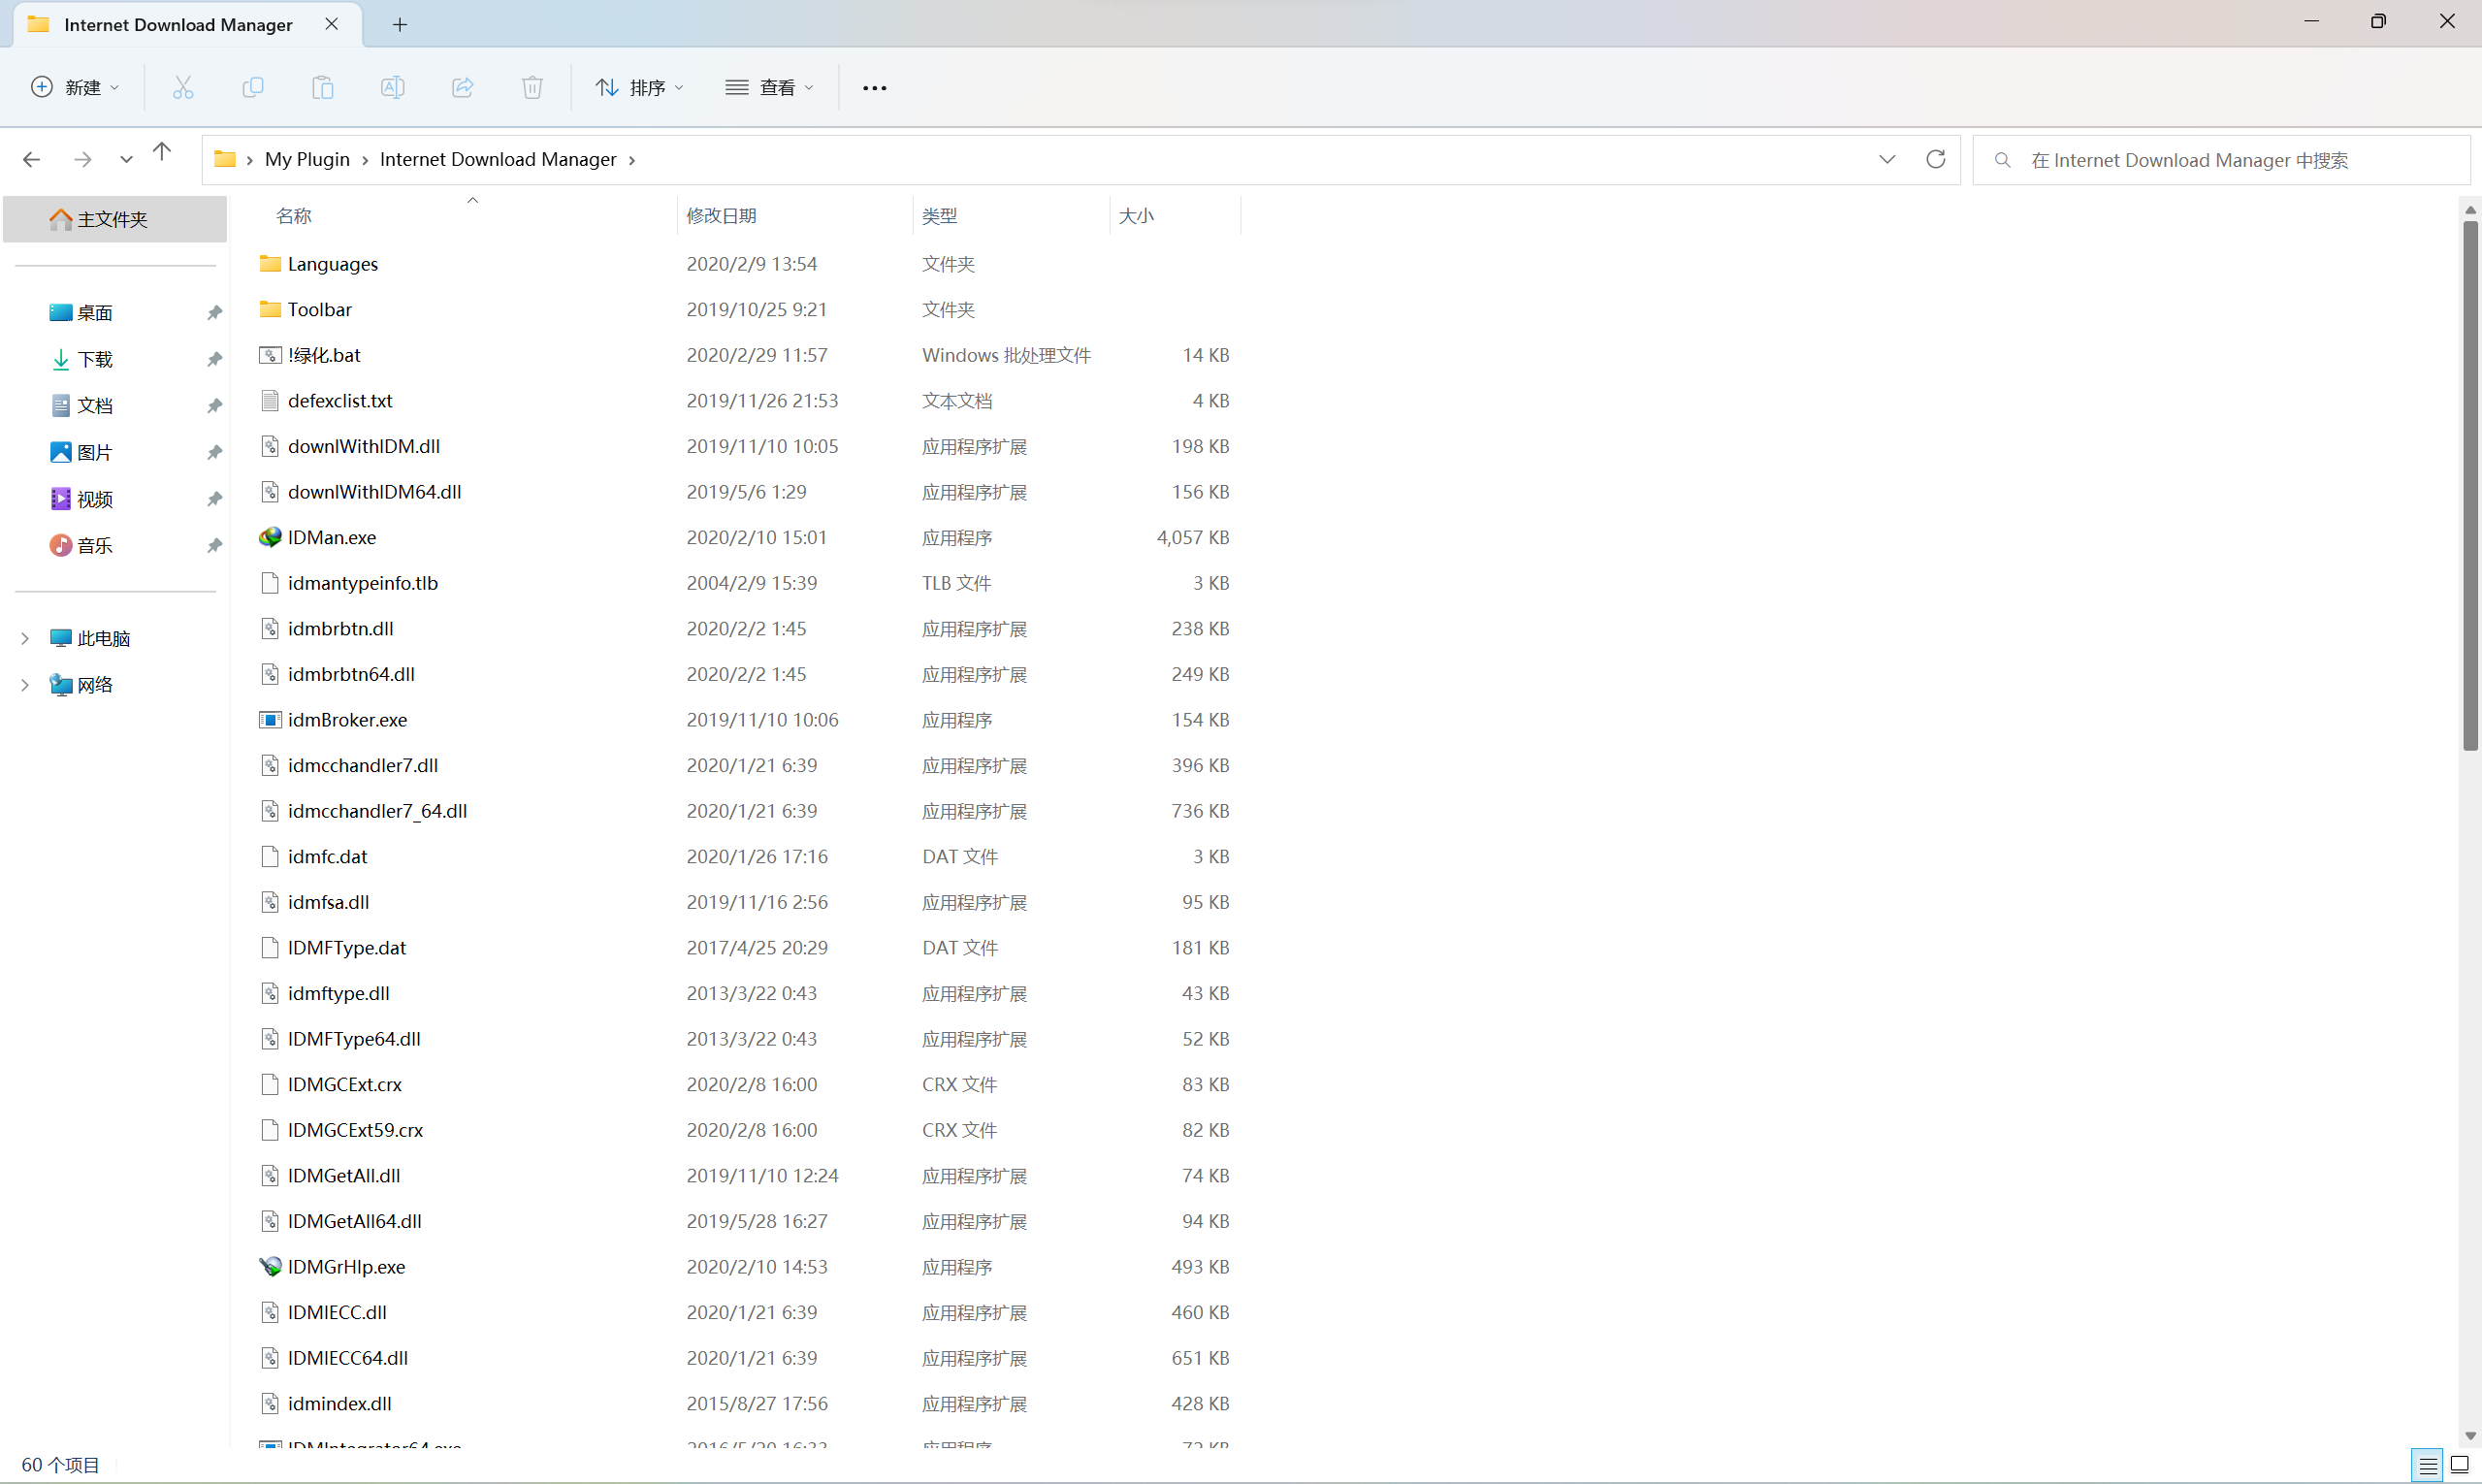 Internet Download Manager
新建
排序
查看
My Plugin > Internet Download Manager >
在 Internet Download Manager 中搜索
主文件夹
桌面
下载
文档
图片
视频
音乐
此电脑
网络
名称 修改日期 类型 大小
Languages 2020/2/9 13:54 文件夹
Toolbar 2019/10/25 9:21 文件夹
!绿化.bat 2020/2/29 11:57 Windows 批处理文件 14 KB
defexclist.txt 2019/11/26 21:53 文本文档 4 KB
downlWithIDM.dll 2019/11/10 10:05 应用程序扩展 198 KB
downlWithIDM64.dll 2019/5/6 1:29 应用程序扩展 156 KB
IDMan.exe 2020/2/10 15:01 应用程序 4,057 KB
idmantypeinfo.tlb 2004/2/9 15:39 TLB 文件 3 KB
idmbrbtn.dll 2020/2/2 1:45 应用程序扩展 238 KB
idmbrbtn64.dll 2020/2/2 1:45 应用程序扩展 249 KB
idmBroker.exe 2019/11/10 10:06 应用程序 154 KB
idmcchandler7.dll 2020/1/21 6:39 应用程序扩展 396 KB
idmcchandler7_64.dll 2020/1/21 6:39 应用程序扩展 736 KB
idmfc.dat 2020/1/26 17:16 DAT 文件 3 KB
idmfsa.dll 2019/11/16 2:56 应用程序扩展 95 KB
IDMFType.dat 2017/4/25 20:29 DAT 文件 181 KB
idmftype.dll 2013/3/22 0:43 应用程序扩展 43 KB
IDMFType64.dll 2013/3/22 0:43 应用程序扩展 52 KB
IDMGCExt.crx 2020/2/8 16:00 CRX 文件 83 KB
IDMGCExt59.crx 2020/2/8 16:00 CRX 文件 82 KB
IDMGetAll.dll 2019/11/10 12:24 应用程序扩展 74 KB
IDMGetAll64.dll 2019/5/28 16:27 应用程序扩展 94 KB
IDMGrHlp.exe 2020/2/10 14:53 应用程序 493 KB
IDMIECC.dll 2020/1/21 6:39 应用程序扩展 460 KB
IDMIECC64.dll 2020/1/21 6:39 应用程序扩展 651 KB
idmindex.dll 2015/8/27 17:56 应用程序扩展 428 KB
60 个项目